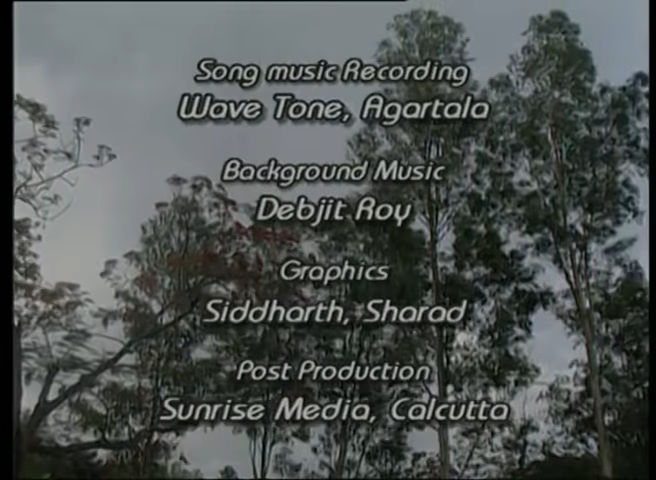 Song music Recording
Wave Tone, Agartala
Background Music
Debjit Roy
Graphics
Siddharth, Sharad
Post Production
Sunrise Media, Calcutta